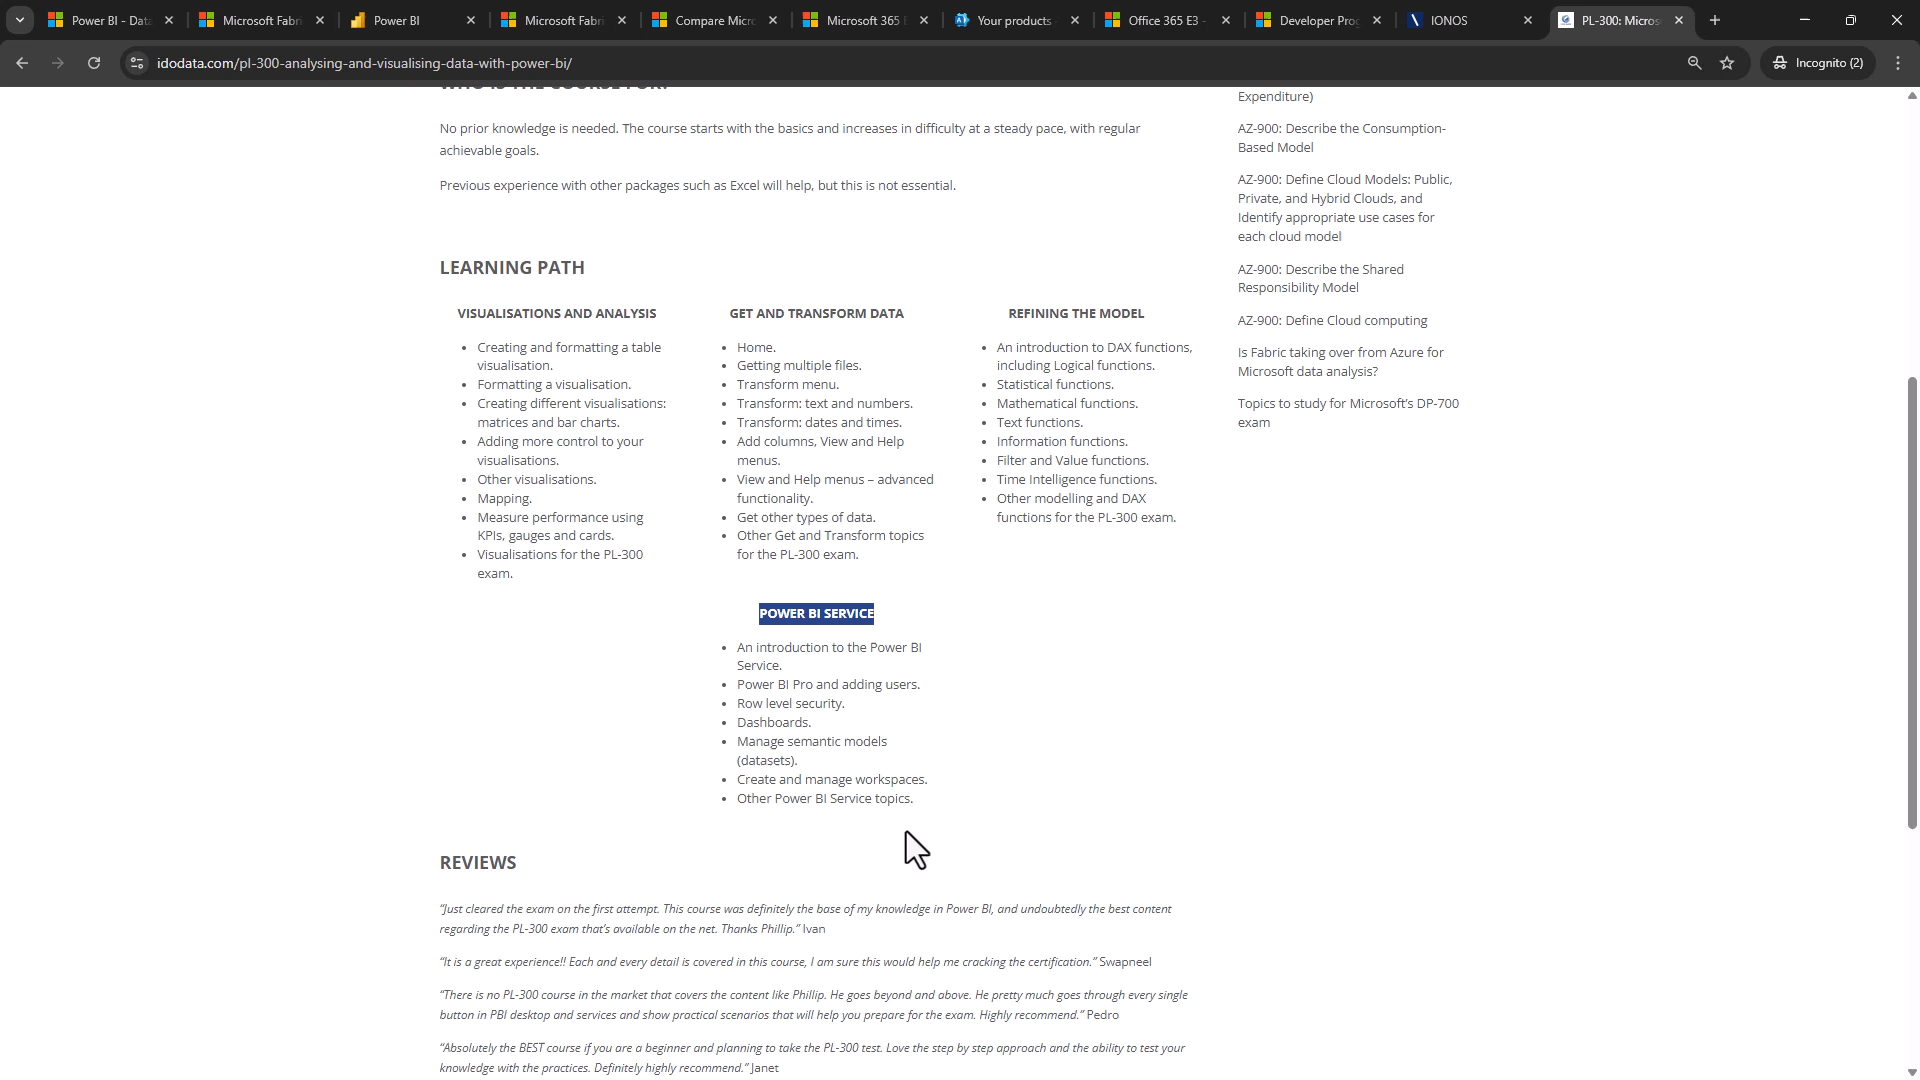 Power BI - Data
Microsoft Fabri
Power BI
Microsoft Fabri
Compare Micro
Microsoft 365 E
Your products -
Office 365 E3 -
Developer Prog
IONOS
PL-300: Micros
idodata.com/pl-300-analysing-and-visualising-data-with-power-bi/
Incognito (2)
WHO IS THE COURSE FOR?
No prior knowledge is needed. The course starts with the basics and increases in difficulty at a steady pace, with regular
achievable goals.
Previous experience with other packages such as Excel will help, but this is not essential.
LEARNING PATH
VISUALISATIONS AND ANALYSIS
• Creating and formatting a table
visualisation.
• Formatting a visualisation.
• Creating different visualisations:
matrices and bar charts.
• Adding more control to your
visualisations.
• Other visualisations.
• Mapping.
• Measure performance using
KPIs, gauges and cards.
• Visualisations for the PL-300
exam.
GET AND TRANSFORM DATA
• Home.
• Getting multiple files.
• Transform menu.
• Transform: text and numbers.
• Transform: dates and times.
• Add columns, View and Help
menus.
• View and Help menus – advanced
functionality.
• Get other types of data.
• Other Get and Transform topics
for the PL-300 exam.
REFINING THE MODEL
• An introduction to DAX functions,
including Logical functions.
• Statistical functions.
• Mathematical functions.
• Text functions.
• Information functions.
• Filter and Value functions.
• Time Intelligence functions.
• Other modelling and DAX
functions for the PL-300 exam.
POWER BI SERVICE
• An introduction to the Power BI
Service.
• Power BI Pro and adding users.
• Row level security.
• Dashboards.
• Manage semantic models
(datasets).
• Create and manage workspaces.
• Other Power BI Service topics.
REVIEWS
“Just cleared the exam on the first attempt. This course was definitely the base of my knowledge in Power BI, and undoubtedly the best content
regarding the PL-300 exam that’s available on the net. Thanks Phillip.” Ivan
“It is a great experience!! Each and every detail is covered in this course, I am sure this would help me cracking the certification.” Swapneel
“There is no PL-300 course in the market that covers the content like Phillip. He goes beyond and above. He pretty much goes through every single
button in PBI desktop and services and show practical scenarios that will help you prepare for the exam. Highly recommend.” Pedro
“Absolutely the BEST course if you are a beginner and planning to take the PL-300 test. Love the step by step approach and the ability to test your
knowledge with the practices. Definitely highly recommend.” Janet
Expenditure)
AZ-900: Describe the Consumption-
Based Model
AZ-900: Define Cloud Models: Public,
Private, and Hybrid Clouds, and
Identify appropriate use cases for
each cloud model
AZ-900: Describe the Shared
Responsibility Model
AZ-900: Define Cloud computing
Is Fabric taking over from Azure for
Microsoft data analysis?
Topics to study for Microsoft’s DP-700
exam